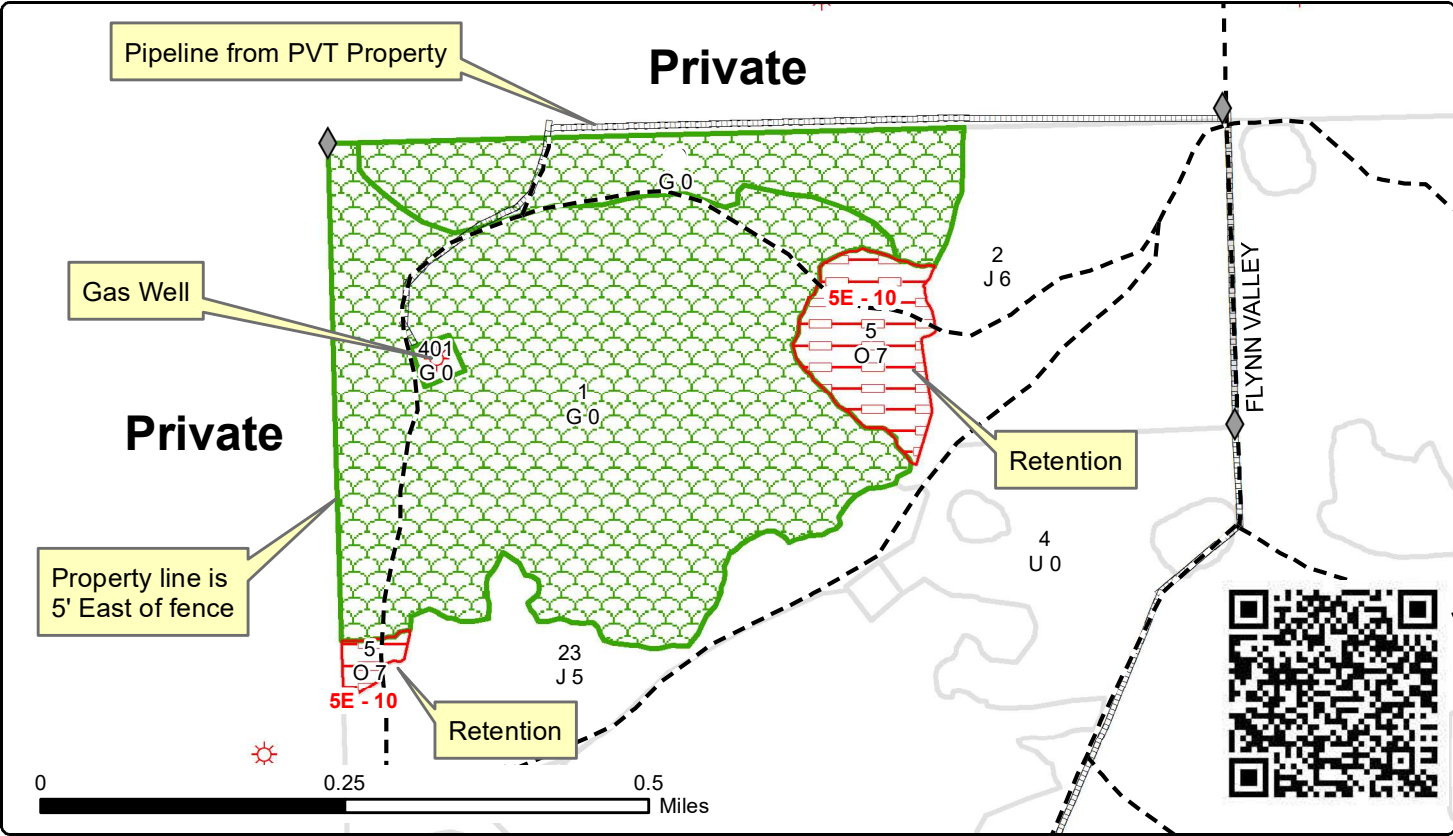 Pipeline from PVT Property
Private
G 0
2
J 6
Gas Well
5E - 10
5
O 7
FLYNN VALLEY
401
G 0
1
G 0
Private
Retention
Property line is
5' East of fence
4
U 0
5
O 7
5E - 10
23
J 5
Retention
0
0.25
0.5
Miles